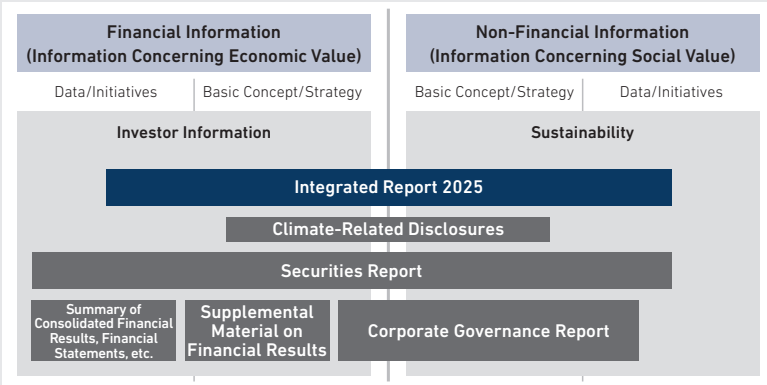 Financial Information
(Information Concerning Economic Value)
Non-Financial Information
(Information Concerning Social Value)
Data/Initiatives
Basic Concept/Strategy
Basic Concept/Strategy
Data/Initiatives
Investor Information
Sustainability
Integrated Report 2025
Climate-Related Disclosures
Securities Report
Summary of
Consolidated Financial
Results, Financial
Statements, etc.
Supplemental
Material on
Financial Results
Corporate Governance Report